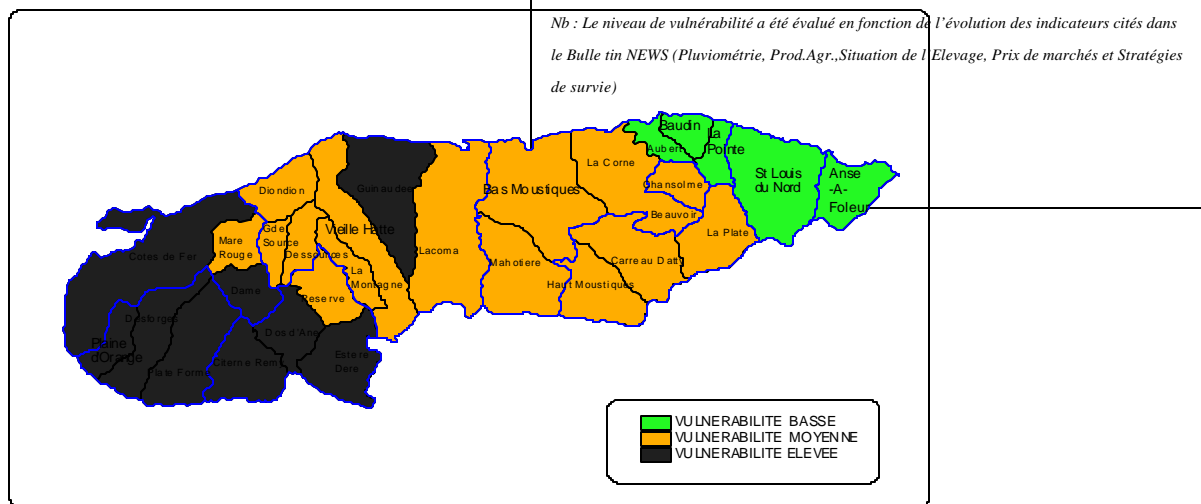 Nb : Le niveau de vulnérabilité a été évalué en fonction de l'évolution des indicateurs cités dans
le Bulle tin NEWS (Pluviométrie, Prod.Agr.,Situation de l'Elevage, Prix de marchés et Stratégies
de survie)
Baudin
La
Pointe
Aubert
La Corne
St Louis
du Nord
Anse
-A-
Foleur
Chansolme
Guinaudee
Diondion
Bas Moustiques
Beauvoir
La Plate
Gde
Source
Vieille Hatte
Mare
Rouge
Dessources
Lacoma
Cotes de Fer
Mahotiere
Carreau Datty
La
Montagne
Haut Moustiques
Dame
Reserve
Desforges
Dos d'Ane
Plaine
d'Orange
Estere
Dere
Citerne Remy
Plate Forme
VULNERABILITE BASSE
VULNERABILITE MOYENNE
VULNERABILITE ELEVEE